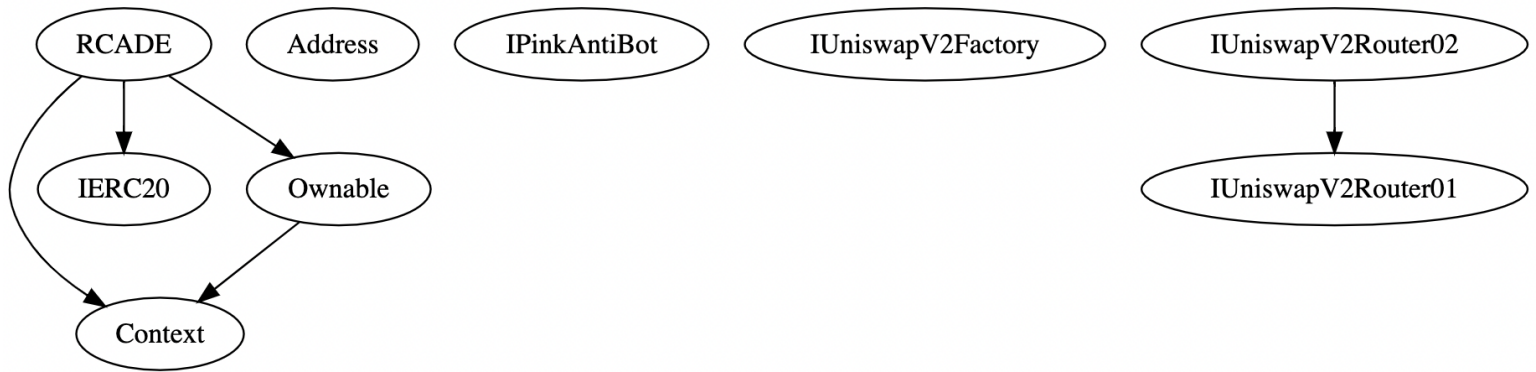 RCADE
Address
IPinkAntiBot
IUniswapV2Factory
IUniswapV2Router02
IERC20
Ownable
IUniswapV2Router01
Context